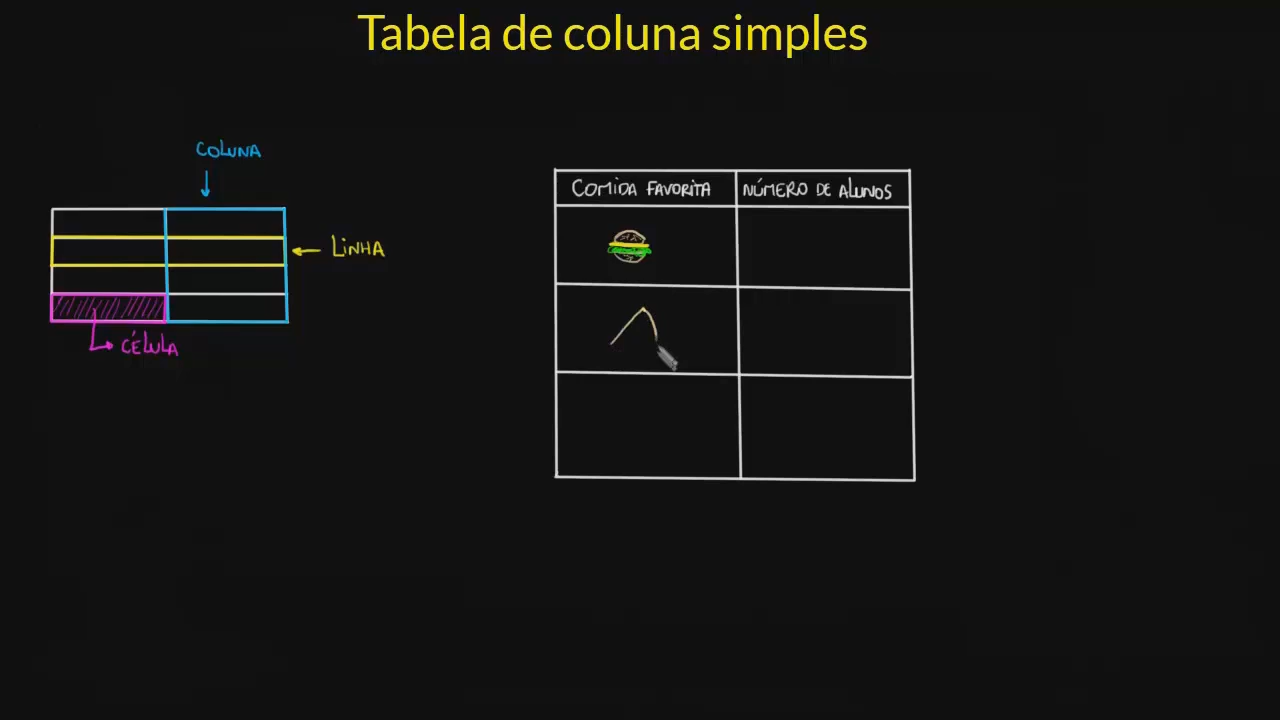 Tabela de coluna simples
COLUNA
LINHA
CÉLULA
COMIDA FAVORITA
NÚMERO DE ALUNOS